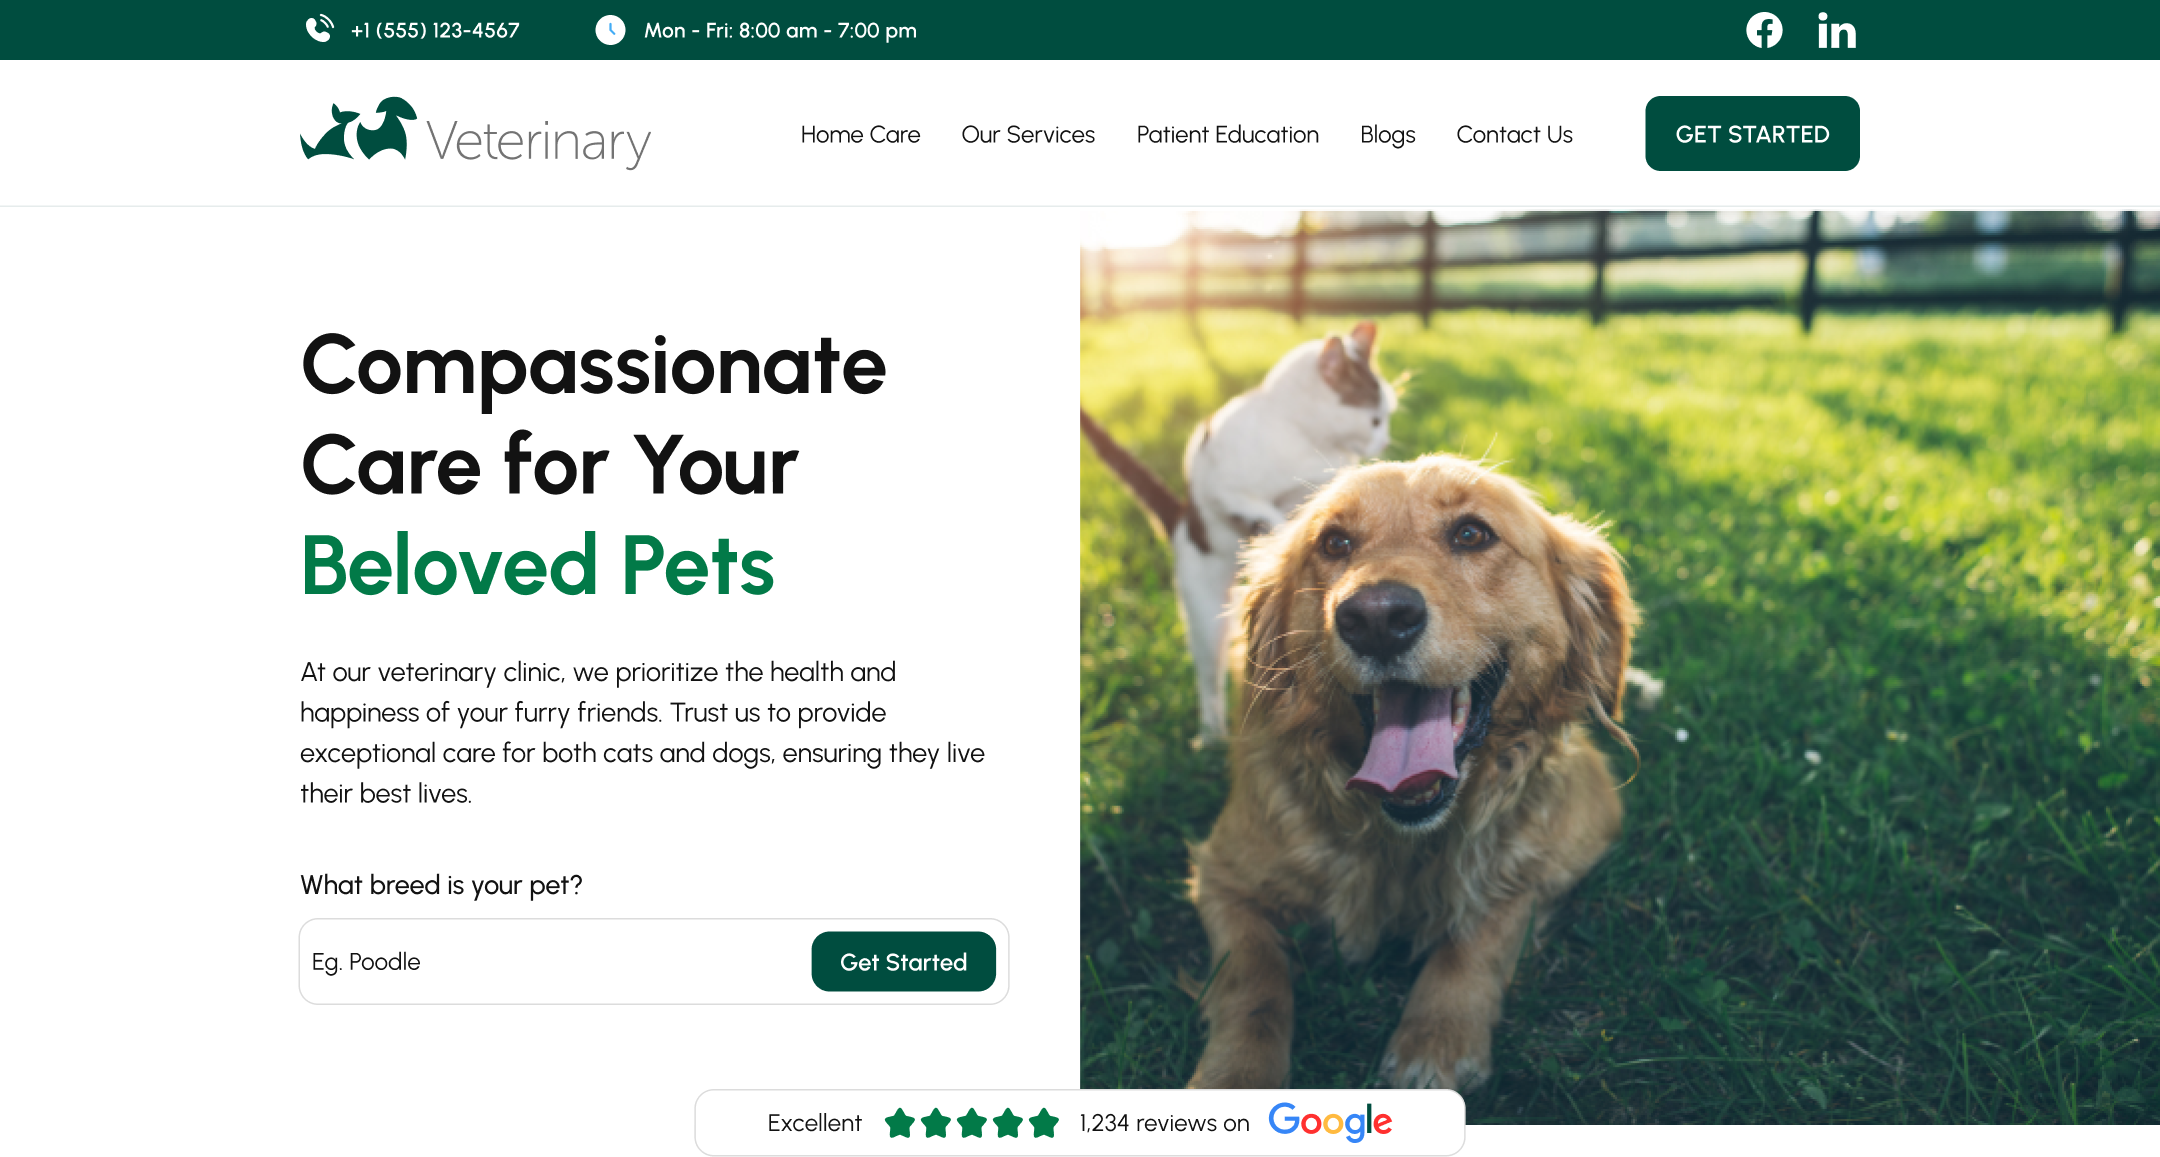 +1 (555) 123-4567
Mon - Fri: 8:00 am - 7:00 pm
Veterinary
Home Care
Our Services
Patient Education
Blogs
Contact Us
GET STARTED
Compassionate
Care for Your
Beloved Pets
At our veterinary clinic, we prioritize the health and
happiness of your furry friends. Trust us to provide
exceptional care for both cats and dogs, ensuring they live
their best lives.
What breed is your pet?
Eg. Poodle
Get Started
Excellent
1,234 reviews on Google